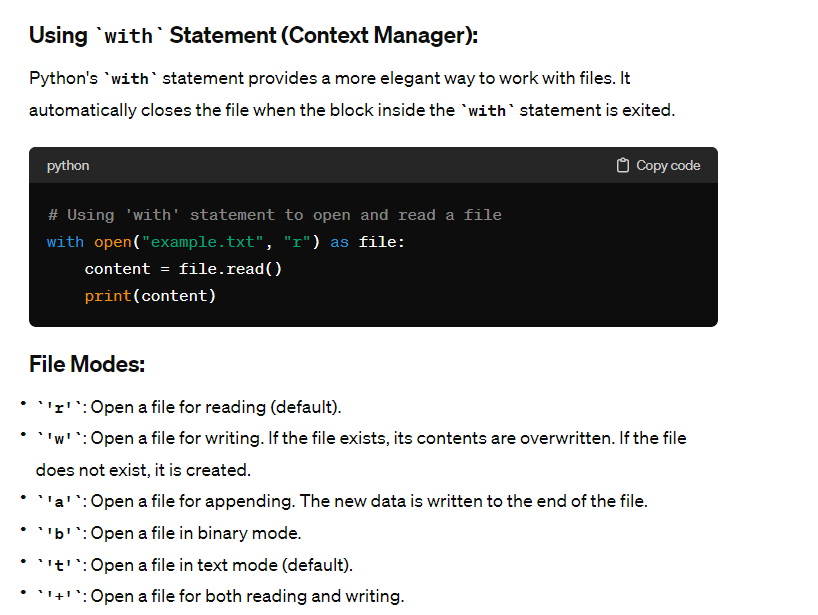 Using `with` Statement (Context Manager):
Python's `with` statement provides a more elegant way to work with files. It
automatically closes the file when the block inside the `with` statement is exited.
python
Copy code
# Using 'with' statement to open and read a file
with open("example.txt", "r") as file:
    content = file.read()
    print(content)
File Modes:
• `'r'`: Open a file for reading (default).
• `'w'`: Open a file for writing. If the file exists, its contents are overwritten. If the file
does not exist, it is created.
• `'a'`: Open a file for appending. The new data is written to the end of the file.
• `'b'`: Open a file in binary mode.
• `'t'`: Open a file in text mode (default).
• `'+'`: Open a file for both reading and writing.